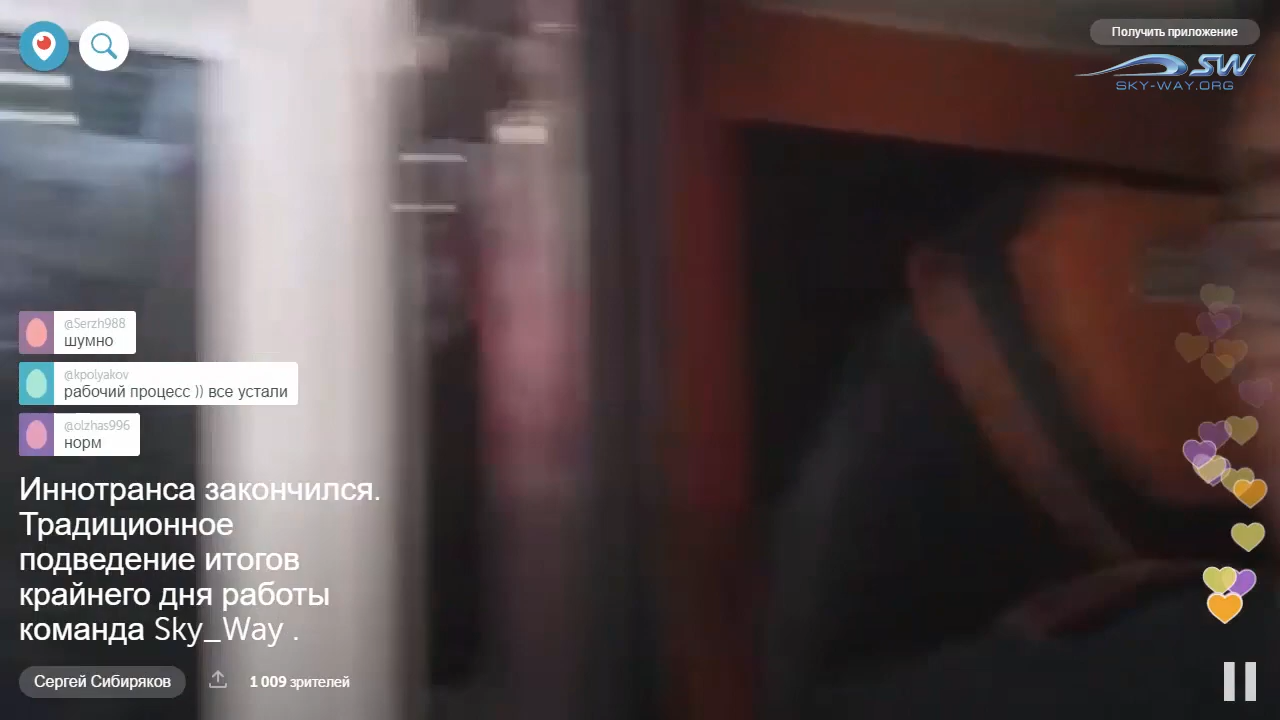 Получить приложение
SW
SKY-WAY.ORG
@Serzh988
шумно
@kpolyakov
рабочий процесс )) все устали
@olzhas996
норм
Иннотранса закончился.
Традиционное
подведение итогов
крайнего дня работы
команда Sky_Way .
Сергей Сибиряков
1 009 зрителей